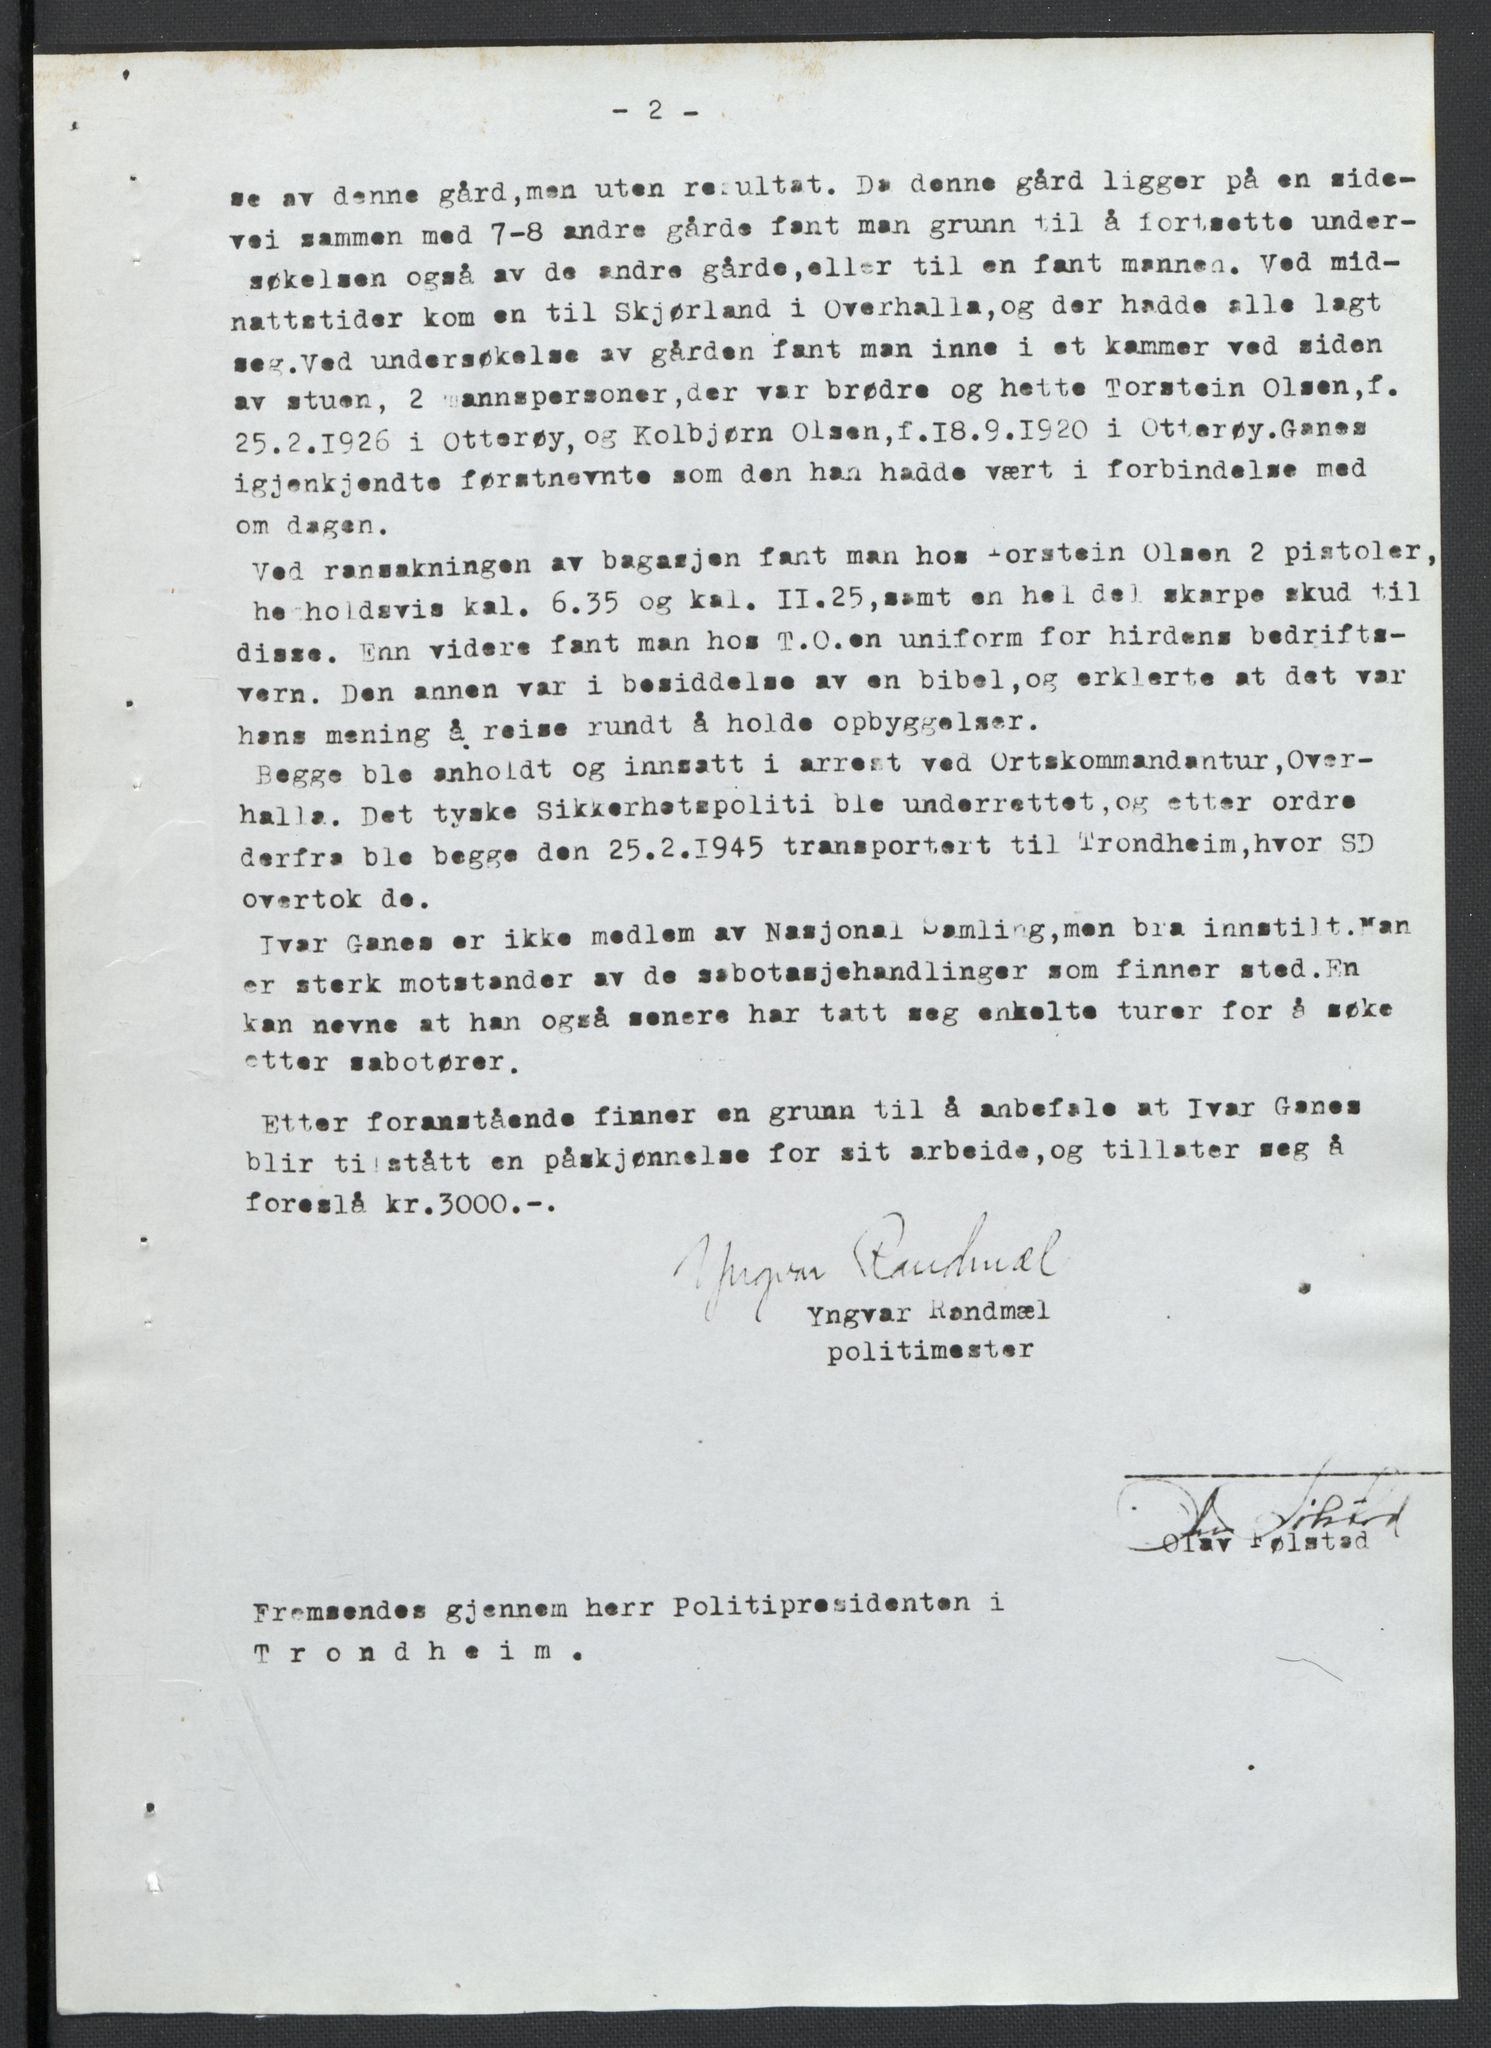 - 2 -
se av denne gård,men uten resultat. Da denne gård ligger på en side-
vei sammen med 7-8 andre gårde fant man grunn til å fortsette under-
søkelsen også av de andre gårde,eller til en fant mannen. Ved mid-
nattstider kom en til Skjørland i Overhalla,og der hadde alle lagt
seg.Ved undersøkelse av gården fant man inne i et kammer ved siden
av stuen, 2 mannspersoner,der var brødre og hette Torstein Olsen,f.
25.2.1926 i Otterøy,og Kolbjørn Olsen,f.18.9.1920 i Otterøy.Ganes
igjenkjendte førstnevnte som den han hadde vært i forbindelse med
om dagen.
Ved ransakningen av bagasjen fant man hos Torstein Olsen 2 pistoler,
henholdsvis kal. 6.35 og kal. II.25,samt en hel del skarpe skud til
disse. Enn videre fant man hos T.O.en uniform for hirdens bedrifts-
vern. Den annen var i besiddelse av en bibel,og erklerte at det var
hans mening å reise rundt å holde opbyggelser.
Begge ble anholdt og innsatt i arrest ved Ortskommandantur,Over-
halla. Det tyske Sikkerhetspoliti ble underrettet,og etter ordre
derfra ble begge den 25.2.1945 transportert til Trondheim,hvor SD
overtok de.
Ivar Ganes er ikke medlem av Nasjonal Samling,men bra innstilt.Han
er sterk motstander av de sabotasjehandlinger som finner sted.En
kan nevne at han også senere har tatt seg enkelte turer for å søke
etter sabotører.
Etter foranstående finner en grunn til å anbefale at Ivar Ganes
blir tilstått en påskjønnelse for sit arbeide,og tillater seg å
foreslå kr.3000.-.
Yngvar Randmæl
Yngvar Randmæl
politimester
Olav Følstad
Fremsendes gjennem herr Politipresidenten i
T r o n d h e i m .